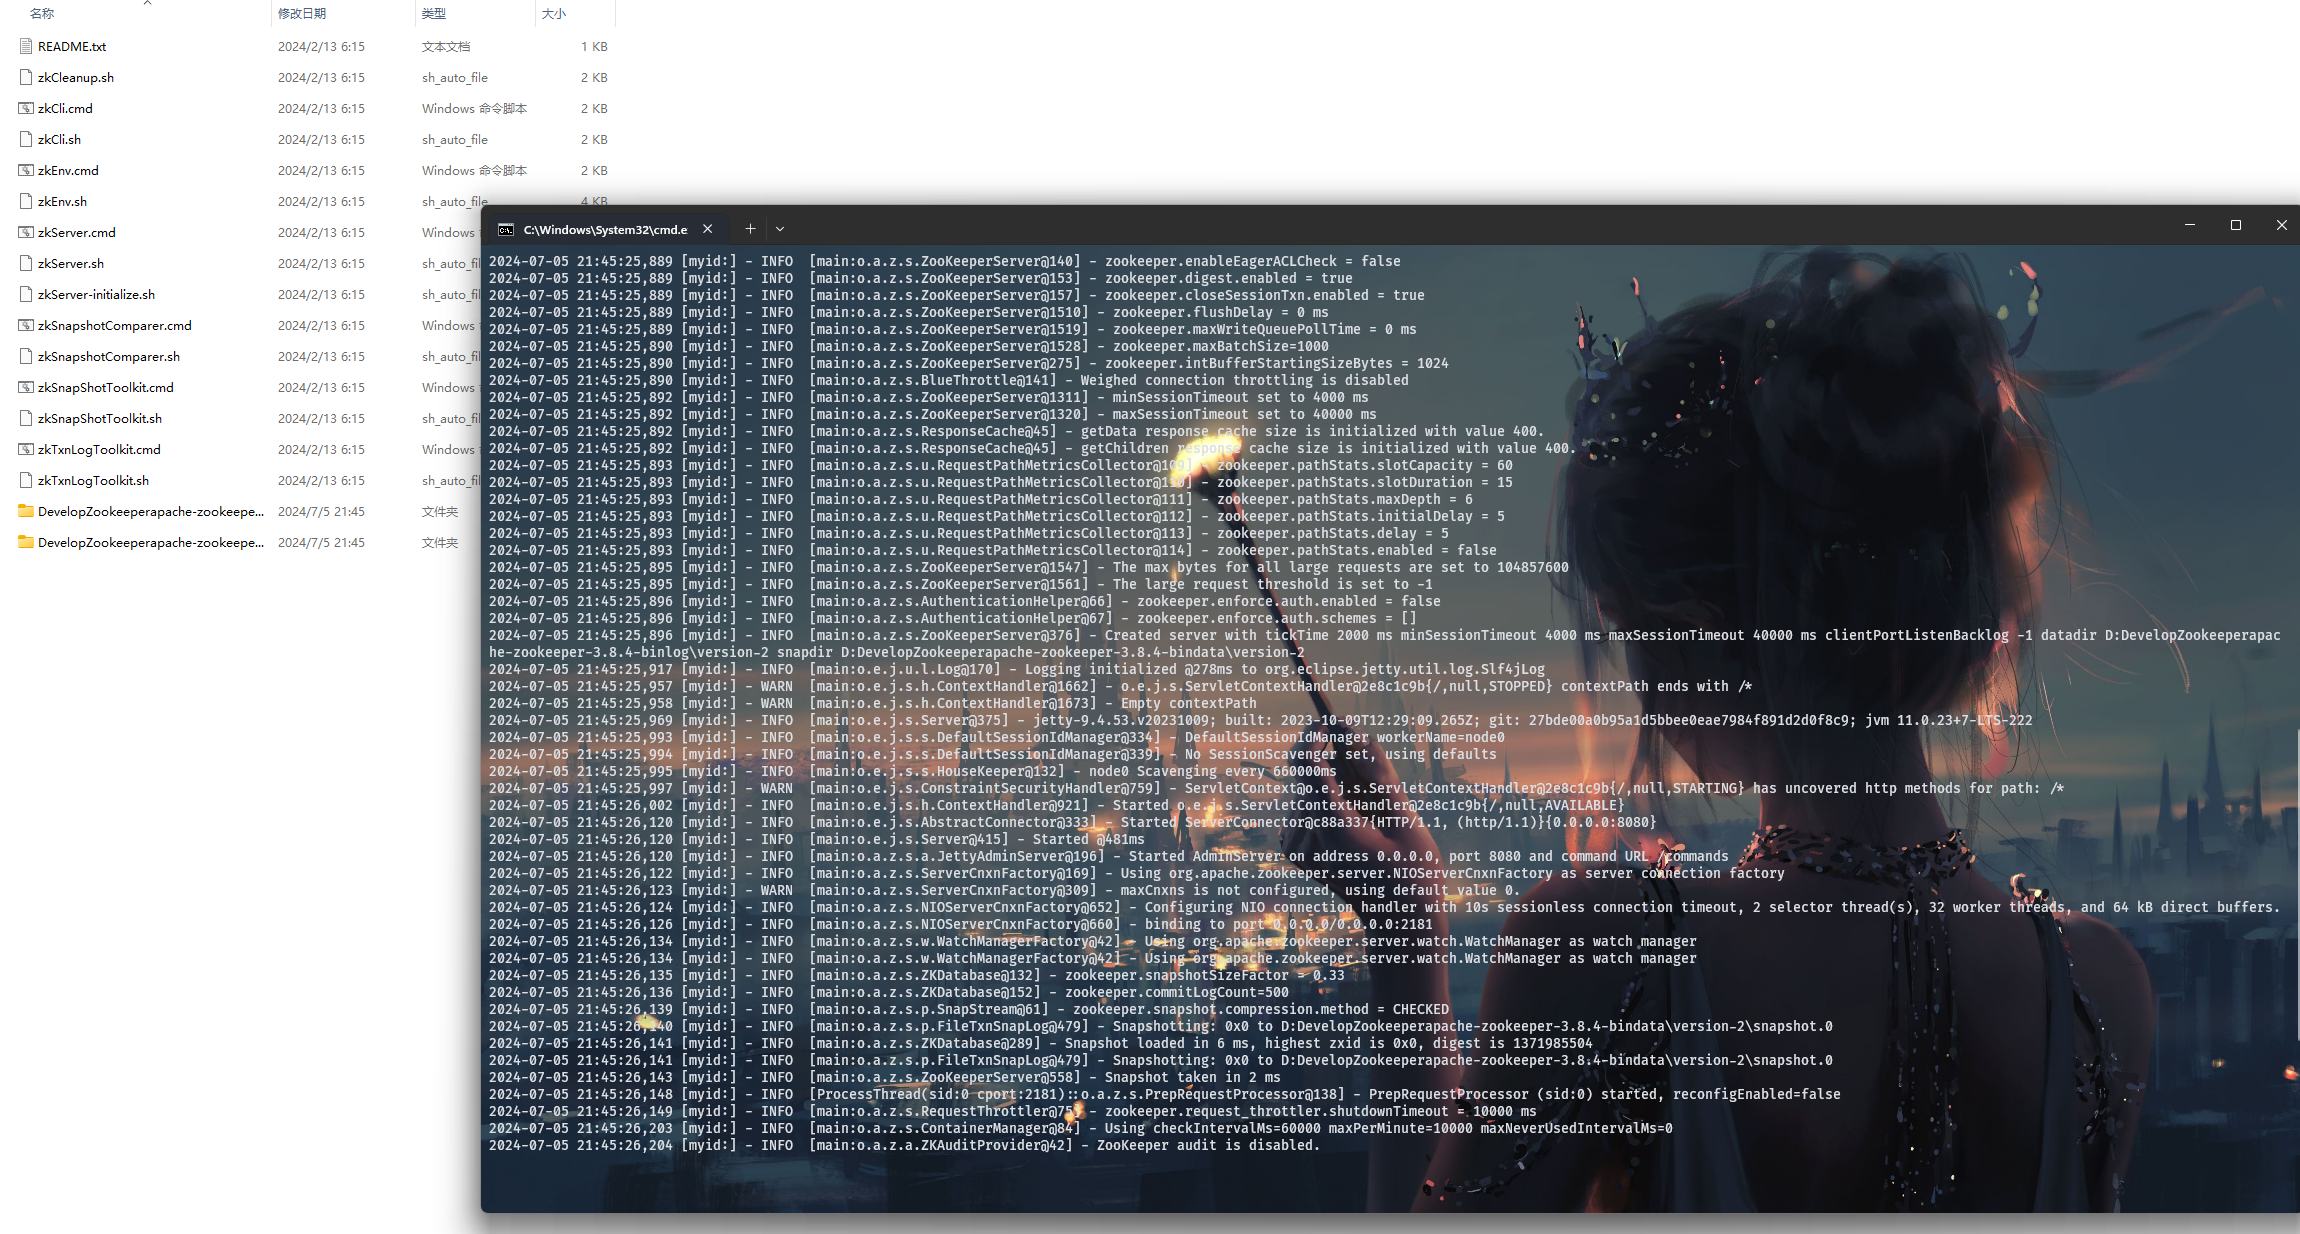 名称 修改日期 类型 大小
README.txt 2024/2/13 6:15 文本文档 1 KB
zkCleanup.sh 2024/2/13 6:15 sh_auto_file 2 KB
zkCli.cmd 2024/2/13 6:15 Windows 命令脚本 2 KB
zkCli.sh 2024/2/13 6:15 sh_auto_file 2 KB
zkEnv.cmd 2024/2/13 6:15 Windows 命令脚本 2 KB
zkEnv.sh 2024/2/13 6:15 sh_auto_file 4 KB
zkServer.cmd 2024/2/13 6:15 Windows
zkServer.sh 2024/2/13 6:15 sh_auto_fil
zkServer-initialize.sh 2024/2/13 6:15 sh_auto_fil
zkSnapshotComparer.cmd 2024/2/13 6:15 Windows
zkSnapshotComparer.sh 2024/2/13 6:15 sh_auto_fil
zkSnapShotToolkit.cmd 2024/2/13 6:15 Windows
zkSnapShotToolkit.sh 2024/2/13 6:15 sh_auto_fil
zkTxnLogToolkit.cmd 2024/2/13 6:15 Windows
zkTxnLogToolkit.sh 2024/2/13 6:15 sh_auto_fil
DevelopZookeeperapache-zookeepe... 2024/7/5 21:45 文件夹
DevelopZookeeperapache-zookeepe... 2024/7/5 21:45 文件夹
C:\Windows\System32\cmd.e
2024-07-05 21:45:25,889 [myid:] - INFO  [main:o.a.z.s.ZooKeeperServer@140] - zookeeper.enableEagerACLCheck = false
2024-07-05 21:45:25,889 [myid:] - INFO  [main:o.a.z.s.ZooKeeperServer@153] - zookeeper.digest.enabled = true
2024-07-05 21:45:25,889 [myid:] - INFO  [main:o.a.z.s.ZooKeeperServer@157] - zookeeper.closeSessionTxn.enabled = true
2024-07-05 21:45:25,889 [myid:] - INFO  [main:o.a.z.s.ZooKeeperServer@1510] - zookeeper.flushDelay = 0 ms
2024-07-05 21:45:25,889 [myid:] - INFO  [main:o.a.z.s.ZooKeeperServer@1519] - zookeeper.maxWriteQueuePollTime = 0 ms
2024-07-05 21:45:25,890 [myid:] - INFO  [main:o.a.z.s.ZooKeeperServer@1528] - zookeeper.maxBatchSize=1000
2024-07-05 21:45:25,890 [myid:] - INFO  [main:o.a.z.s.ZooKeeperServer@275] - zookeeper.intBufferStartingSizeBytes = 1024
2024-07-05 21:45:25,890 [myid:] - INFO  [main:o.a.z.s.BlueThrottle@141] - Weighed connection throttling is disabled
2024-07-05 21:45:25,892 [myid:] - INFO  [main:o.a.z.s.ZooKeeperServer@1311] - minSessionTimeout set to 4000 ms
2024-07-05 21:45:25,892 [myid:] - INFO  [main:o.a.z.s.ZooKeeperServer@1320] - maxSessionTimeout set to 40000 ms
2024-07-05 21:45:25,892 [myid:] - INFO  [main:o.a.z.s.ResponseCache@45] - getData response cache size is initialized with value 400.
2024-07-05 21:45:25,892 [myid:] - INFO  [main:o.a.z.s.ResponseCache@45] - getChildren response cache size is initialized with value 400.
2024-07-05 21:45:25,893 [myid:] - INFO  [main:o.a.z.s.u.RequestPathMetricsCollector@109] - zookeeper.pathStats.slotCapacity = 60
2024-07-05 21:45:25,893 [myid:] - INFO  [main:o.a.z.s.u.RequestPathMetricsCollector@110] - zookeeper.pathStats.slotDuration = 15
2024-07-05 21:45:25,893 [myid:] - INFO  [main:o.a.z.s.u.RequestPathMetricsCollector@111] - zookeeper.pathStats.maxDepth = 6
2024-07-05 21:45:25,893 [myid:] - INFO  [main:o.a.z.s.u.RequestPathMetricsCollector@112] - zookeeper.pathStats.initialDelay = 5
2024-07-05 21:45:25,893 [myid:] - INFO  [main:o.a.z.s.u.RequestPathMetricsCollector@113] - zookeeper.pathStats.delay = 5
2024-07-05 21:45:25,893 [myid:] - INFO  [main:o.a.z.s.u.RequestPathMetricsCollector@114] - zookeeper.pathStats.enabled = false
2024-07-05 21:45:25,895 [myid:] - INFO  [main:o.a.z.s.ZooKeeperServer@1547] - The max bytes for all large requests are set to 104857600
2024-07-05 21:45:25,895 [myid:] - INFO  [main:o.a.z.s.ZooKeeperServer@1561] - The large request threshold is set to -1
2024-07-05 21:45:25,896 [myid:] - INFO  [main:o.a.z.s.AuthenticationHelper@66] - zookeeper.enforce.auth.enabled = false
2024-07-05 21:45:25,896 [myid:] - INFO  [main:o.a.z.s.AuthenticationHelper@67] - zookeeper.enforce.auth.schemes = []
2024-07-05 21:45:25,896 [myid:] - INFO  [main:o.a.z.s.ZooKeeperServer@376] - Created server with tickTime 2000 ms minSessionTimeout 4000 ms maxSessionTimeout 40000 ms clientPortListenBacklog -1 datadir D:DevelopZookeeperapac
he-zookeeper-3.8.4-binlog\version-2 snapdir D:DevelopZookeeperapache-zookeeper-3.8.4-bindata\version-2
2024-07-05 21:45:25,917 [myid:] - INFO  [main:o.e.j.u.l.Log@170] - Logging initialized @278ms to org.eclipse.jetty.util.log.Slf4jLog
2024-07-05 21:45:25,957 [myid:] - WARN  [main:o.e.j.s.h.ContextHandler@1662] - o.e.j.s.ServletContextHandler@2e8c1c9b{/,null,STOPPED} contextPath ends with /*
2024-07-05 21:45:25,958 [myid:] - WARN  [main:o.e.j.s.h.ContextHandler@1673] - Empty contextPath
2024-07-05 21:45:25,969 [myid:] - INFO  [main:o.e.j.s.Server@375] - jetty-9.4.53.v20231009; built: 2023-10-09T12:29:09.265Z; git: 27bde00a0b95a1d5bbee0eae7984f891d2d0f8c9; jvm 11.0.23+7-LTS-222
2024-07-05 21:45:25,993 [myid:] - INFO  [main:o.e.j.s.s.DefaultSessionIdManager@334] - DefaultSessionIdManager workerName=node0
2024-07-05 21:45:25,994 [myid:] - INFO  [main:o.e.j.s.s.DefaultSessionIdManager@339] - No SessionScavenger set, using defaults
2024-07-05 21:45:25,995 [myid:] - INFO  [main:o.e.j.s.s.HouseKeeper@132] - node0 Scavenging every 660000ms
2024-07-05 21:45:25,997 [myid:] - WARN  [main:o.e.j.s.ConstraintSecurityHandler@759] - ServletContext@o.e.j.s.ServletContextHandler@2e8c1c9b{/,null,STARTING} has uncovered http methods for path: /*
2024-07-05 21:45:26,002 [myid:] - INFO  [main:o.e.j.s.h.ContextHandler@921] - Started o.e.j.s.ServletContextHandler@2e8c1c9b{/,null,AVAILABLE}
2024-07-05 21:45:26,120 [myid:] - INFO  [main:o.e.j.s.AbstractConnector@333] - Started ServerConnector@c88a337{HTTP/1.1, (http/1.1)}{0.0.0.0:8080}
2024-07-05 21:45:26,120 [myid:] - INFO  [main:o.e.j.s.Server@415] - Started @481ms
2024-07-05 21:45:26,120 [myid:] - INFO  [main:o.a.z.s.a.JettyAdminServer@196] - Started AdminServer on address 0.0.0.0, port 8080 and command URL /commands
2024-07-05 21:45:26,122 [myid:] - INFO  [main:o.a.z.s.ServerCnxnFactory@169] - Using org.apache.zookeeper.server.NIOServerCnxnFactory as server connection factory
2024-07-05 21:45:26,123 [myid:] - WARN  [main:o.a.z.s.ServerCnxnFactory@309] - maxCnxns is not configured, using default value 0.
2024-07-05 21:45:26,124 [myid:] - INFO  [main:o.a.z.s.NIOServerCnxnFactory@652] - Configuring NIO connection handler with 10s sessionless connection timeout, 2 selector thread(s), 32 worker threads, and 64 kB direct buffers.
2024-07-05 21:45:26,126 [myid:] - INFO  [main:o.a.z.s.NIOServerCnxnFactory@660] - binding to port 0.0.0.0/0.0.0.0:2181
2024-07-05 21:45:26,134 [myid:] - INFO  [main:o.a.z.s.w.WatchManagerFactory@42] - Using org.apache.zookeeper.server.watch.WatchManager as watch manager
2024-07-05 21:45:26,134 [myid:] - INFO  [main:o.a.z.s.w.WatchManagerFactory@42] - Using org.apache.zookeeper.server.watch.WatchManager as watch manager
2024-07-05 21:45:26,135 [myid:] - INFO  [main:o.a.z.s.ZKDatabase@132] - zookeeper.snapshotSizeFactor = 0.33
2024-07-05 21:45:26,136 [myid:] - INFO  [main:o.a.z.s.ZKDatabase@152] - zookeeper.commitLogCount=500
2024-07-05 21:45:26,139 [myid:] - INFO  [main:o.a.z.s.p.SnapStream@61] - zookeeper.snapshot.compression.method = CHECKED
2024-07-05 21:45:26,140 [myid:] - INFO  [main:o.a.z.s.p.FileTxnSnapLog@479] - Snapshotting: 0x0 to D:DevelopZookeeperapache-zookeeper-3.8.4-bindata\version-2\snapshot.0
2024-07-05 21:45:26,141 [myid:] - INFO  [main:o.a.z.s.ZKDatabase@289] - Snapshot loaded in 6 ms, highest zxid is 0x0, digest is 1371985504
2024-07-05 21:45:26,141 [myid:] - INFO  [main:o.a.z.s.p.FileTxnSnapLog@479] - Snapshotting: 0x0 to D:DevelopZookeeperapache-zookeeper-3.8.4-bindata\version-2\snapshot.0
2024-07-05 21:45:26,143 [myid:] - INFO  [main:o.a.z.s.ZooKeeperServer@558] - Snapshot taken in 2 ms
2024-07-05 21:45:26,148 [myid:] - INFO  [ProcessThread(sid:0 cport:2181)::o.a.z.s.PrepRequestProcessor@138] - PrepRequestProcessor (sid:0) started, reconfigEnabled=false
2024-07-05 21:45:26,149 [myid:] - INFO  [main:o.a.z.s.RequestThrottler@75] - zookeeper.request_throttler.shutdownTimeout = 10000 ms
2024-07-05 21:45:26,203 [myid:] - INFO  [main:o.a.z.s.ContainerManager@84] - Using checkIntervalMs=60000 maxPerMinute=10000 maxNeverUsedIntervalMs=0
2024-07-05 21:45:26,204 [myid:] - INFO  [main:o.a.z.a.ZKAuditProvider@42] - ZooKeeper audit is disabled.